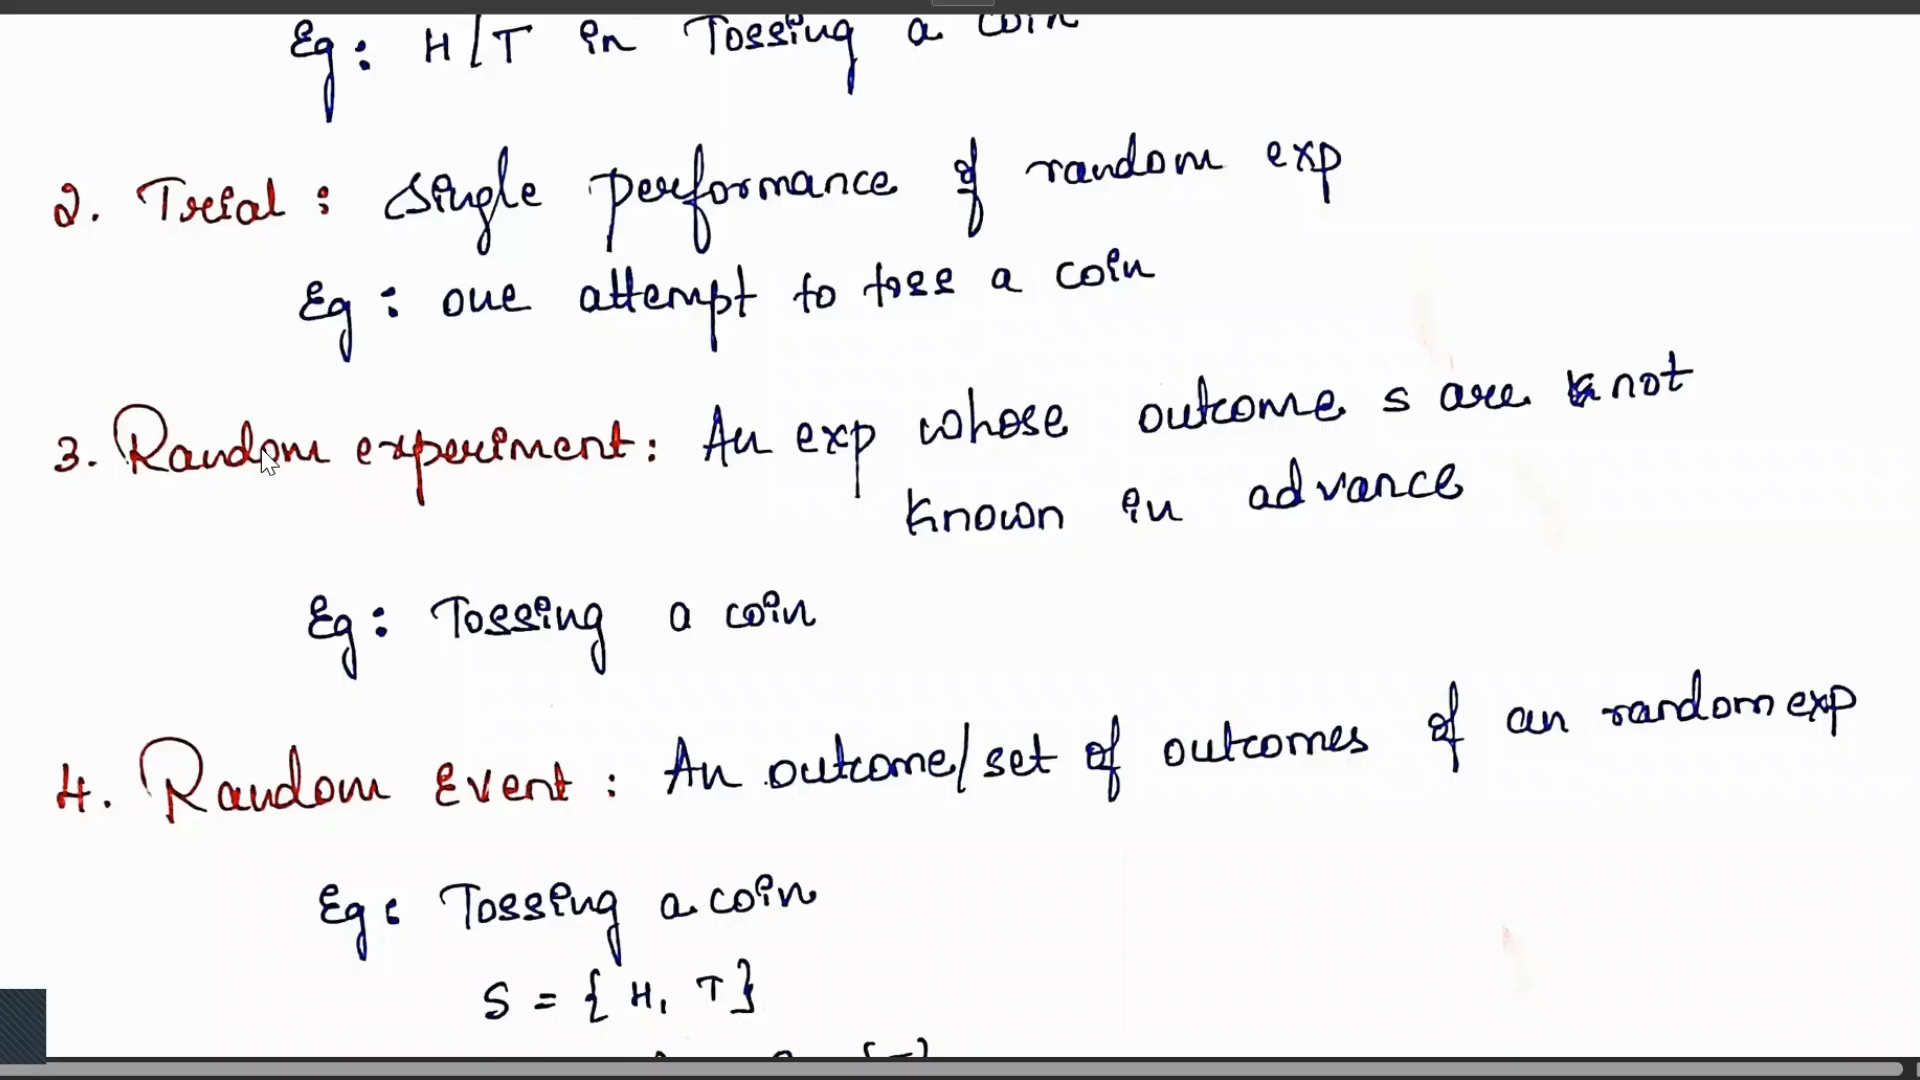 Eg: H/T in Tossing a coin
2. Trial: Single performance of random exp
Eg: one attempt to toss a coin
3. Random experiment: An exp whose outcome s are not
known in advance
Eg: Tossing a coin
4. Random Event: An outcome/set of outcomes of an random exp
Eg: Tossing a coin
S = { H, T }